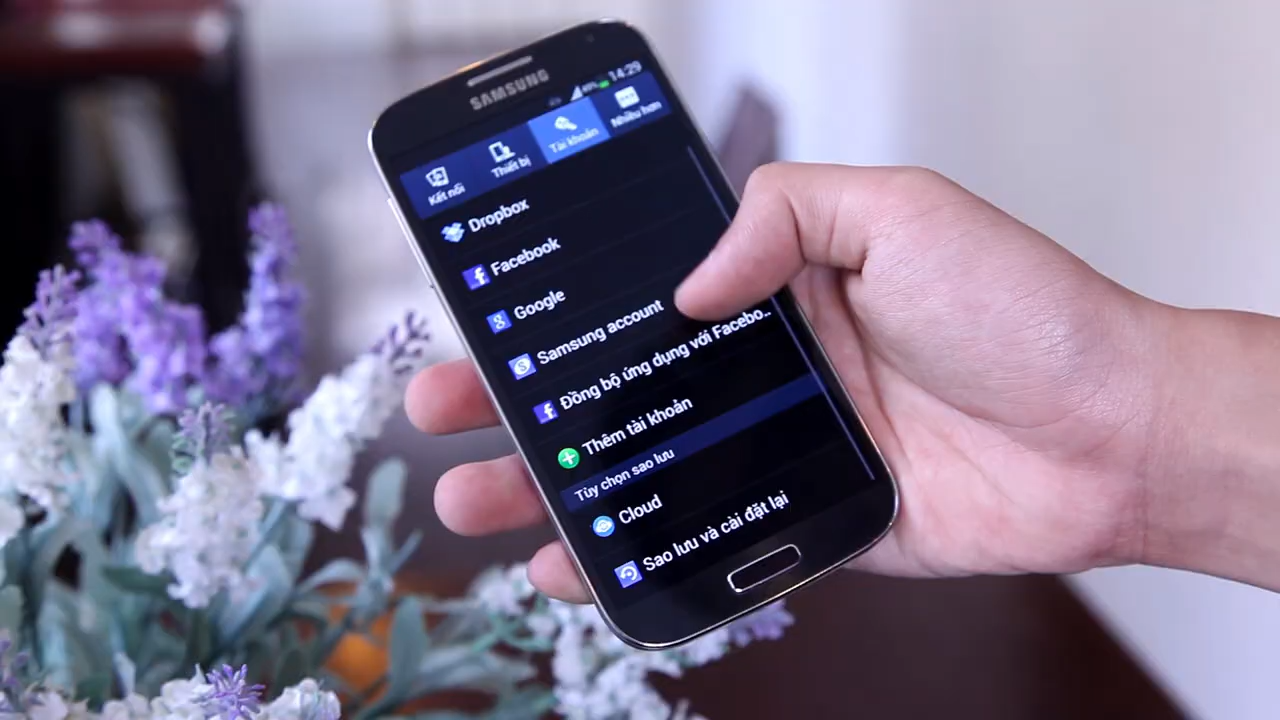 SAMSUNG
14:29
Kết nối
Thiết bị
Tài khoản
Nhiều hơn
Dropbox
Facebook
Google
Samsung account
Đồng bộ ứng dụng với Facebo..
Thêm tài khoản
Tùy chọn sao lưu
Cloud
Sao lưu và cài đặt lại